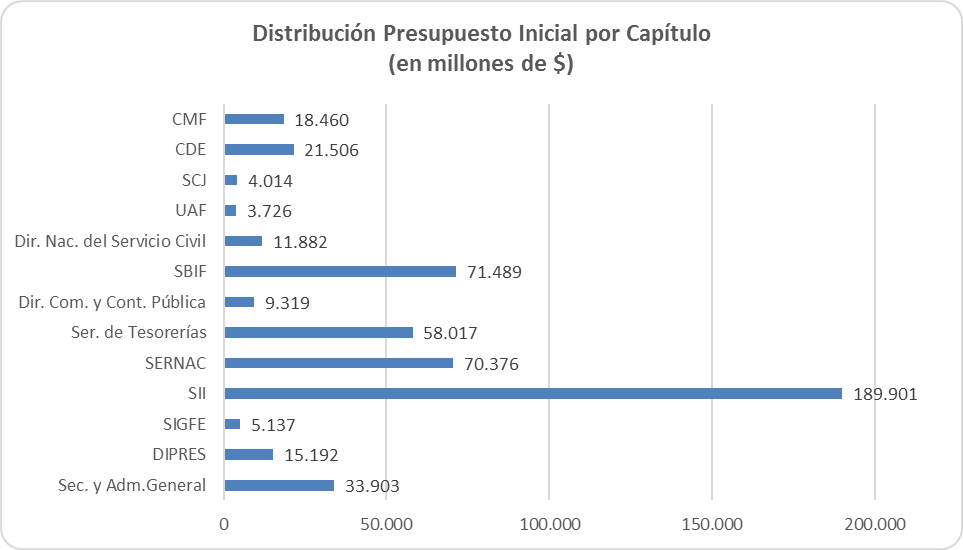 Distribución Presupuesto Inicial por Capítulo
(en millones de $)
CMF 18.460
CDE 21.506
SCJ 4.014
UAF 3.726
Dir. Nac. del Servicio Civil 11.882
SBIF 71.489
Dir. Com. y Cont. Pública 9.319
Ser. de Tesorerías 58.017
SERNAC 70.376
SII 189.901
SIGFE 5.137
DIPRES 15.192
Sec. y Adm.General 33.903
0 50.000 100.000 150.000 200.000